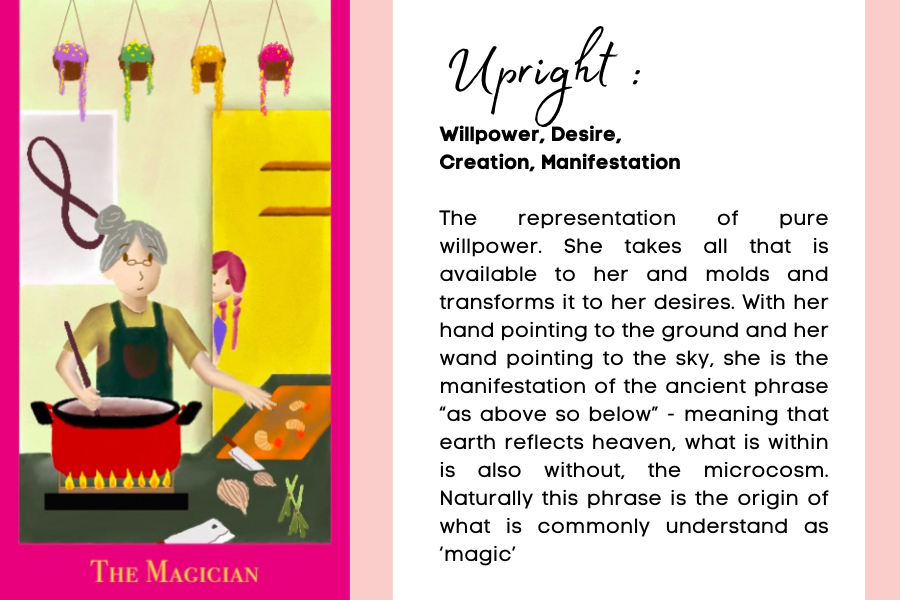 Upright :
Willpower, Desire,
Creation, Manifestation
The representation of pure
willpower. She takes all that is
available to her and molds and
transforms it to her desires. With her
hand pointing to the ground and her
wand pointing to the sky, she is the
manifestation of the ancient phrase
“as above so below” - meaning that
earth reflects heaven, what is within
is also without, the microcosm.
Naturally this phrase is the origin of
what is commonly understand as
‘magic’
The Magician